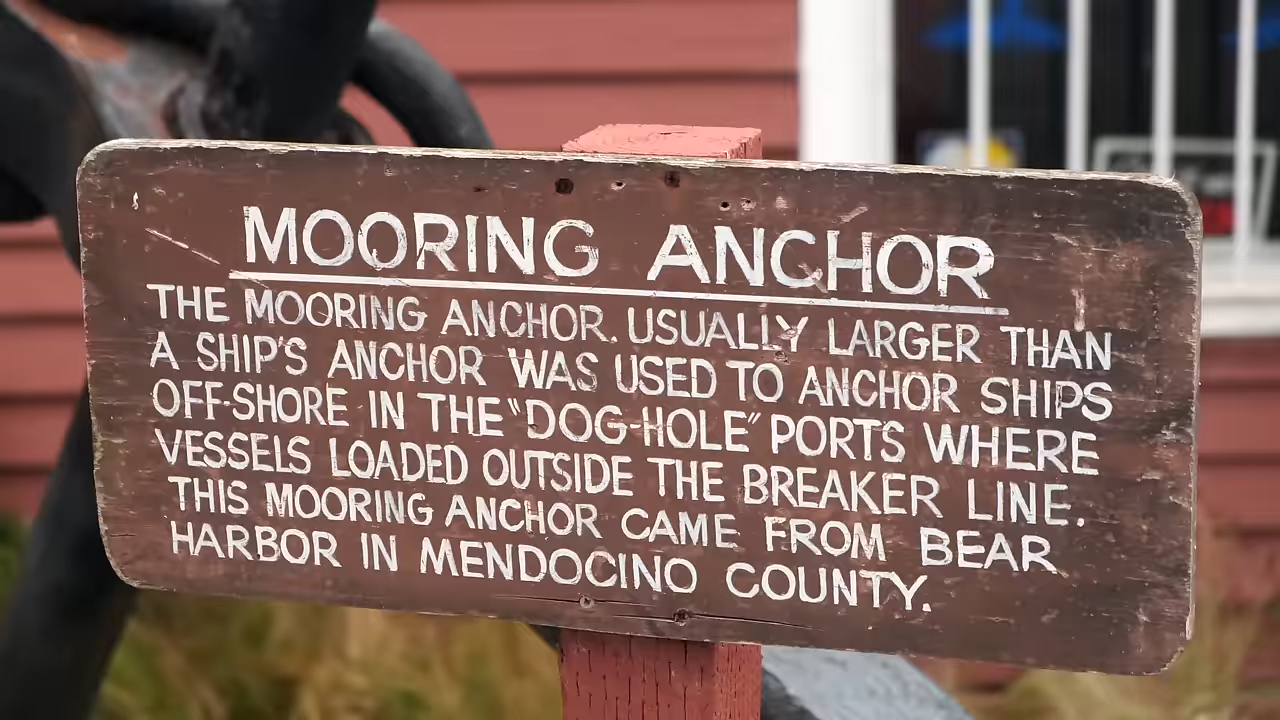 MOORING ANCHOR
THE MOORING ANCHOR. USUALLY LARGER THAN
A SHIP'S ANCHOR WAS USED TO ANCHOR SHIPS
OFF-SHORE IN THE "DOG-HOLE" PORTS WHERE
VESSELS LOADED OUTSIDE THE BREAKER LINE.
THIS MOORING ANCHOR CAME FROM BEAR
HARBOR IN MENDOCINO COUNTY.